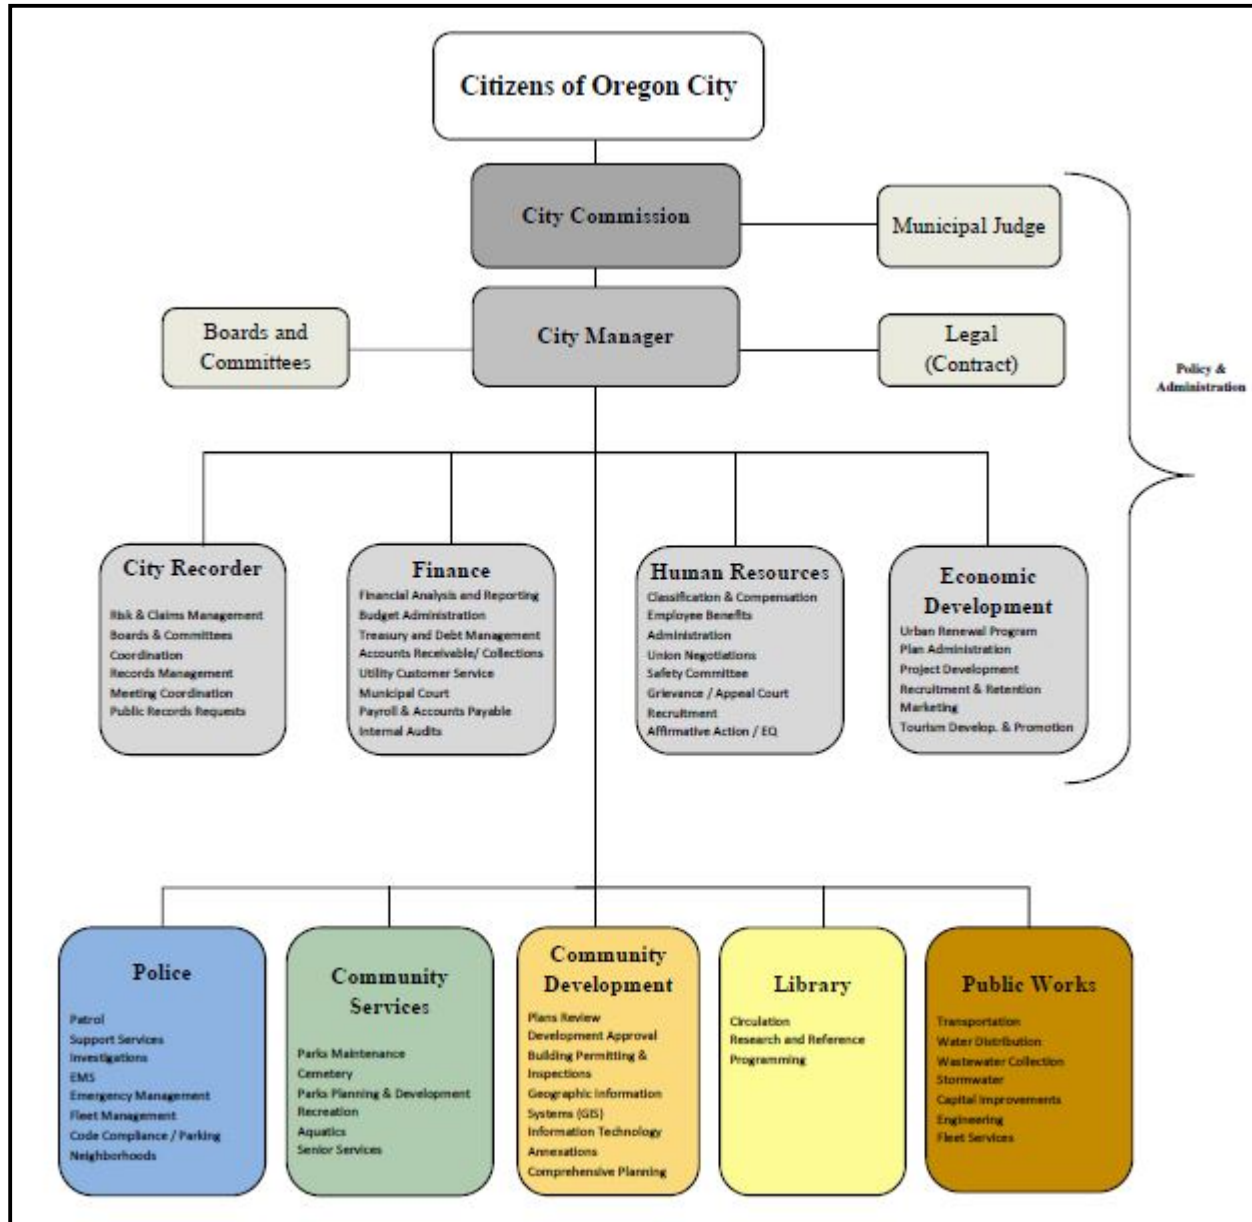 Citizens of Oregon City
City Commission
Municipal Judge
Boards and
Committees
City Manager
Legal
(Contract)
Policy &
Administration
City Recorder
Risk & Claims Management
Boards & Committees
Coordination
Records Management
Meeting Coordination
Public Records Requests
Finance
Financial Analysis and Reporting
Budget Administration
Treasury and Debt Management
Accounts Receivable/ Collections
Utility Customer Service
Municipal Court
Payroll & Accounts Payable
Internal Audits
Human Resources
Classification & Compensation
Employee Benefits
Administration
Union Negotiations
Safety Committee
Grievance / Appeal Court
Recruitment
Affirmative Action / EQ
Economic
Development
Urban Renewal Program
Plan Administration
Project Development
Recruitment & Retention
Marketing
Tourism Develop. & Promotion
Police
Patrol
Support Services
Investigations
EMS
Emergency Management
Fleet Management
Code Compliance / Parking
Neighborhoods
Community
Services
Parks Maintenance
Cemetery
Parks Planning & Development
Recreation
Aquatics
Senior Services
Community
Development
Plans Review
Development Approval
Building Permitting &
Inspections
Geographic Information
Systems (GIS)
Information Technology
Annexations
Comprehensive Planning
Library
Circulation
Research and Reference
Programming
Public Works
Transportation
Water Distribution
Wastewater Collection
Stormwater
Capital Improvements
Engineering
Fleet Services